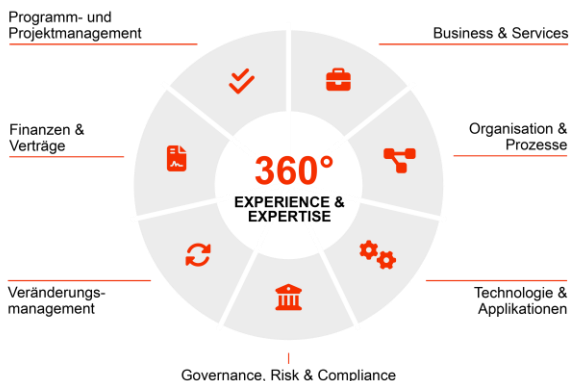 Programm- und
Projektmanagement
Business & Services
Finanzen &
Verträge
Organisation &
Prozesse
360°
EXPERIENCE &
EXPERTISE
Veränderungs-
management
Technologie &
Applikationen
Governance, Risk & Compliance